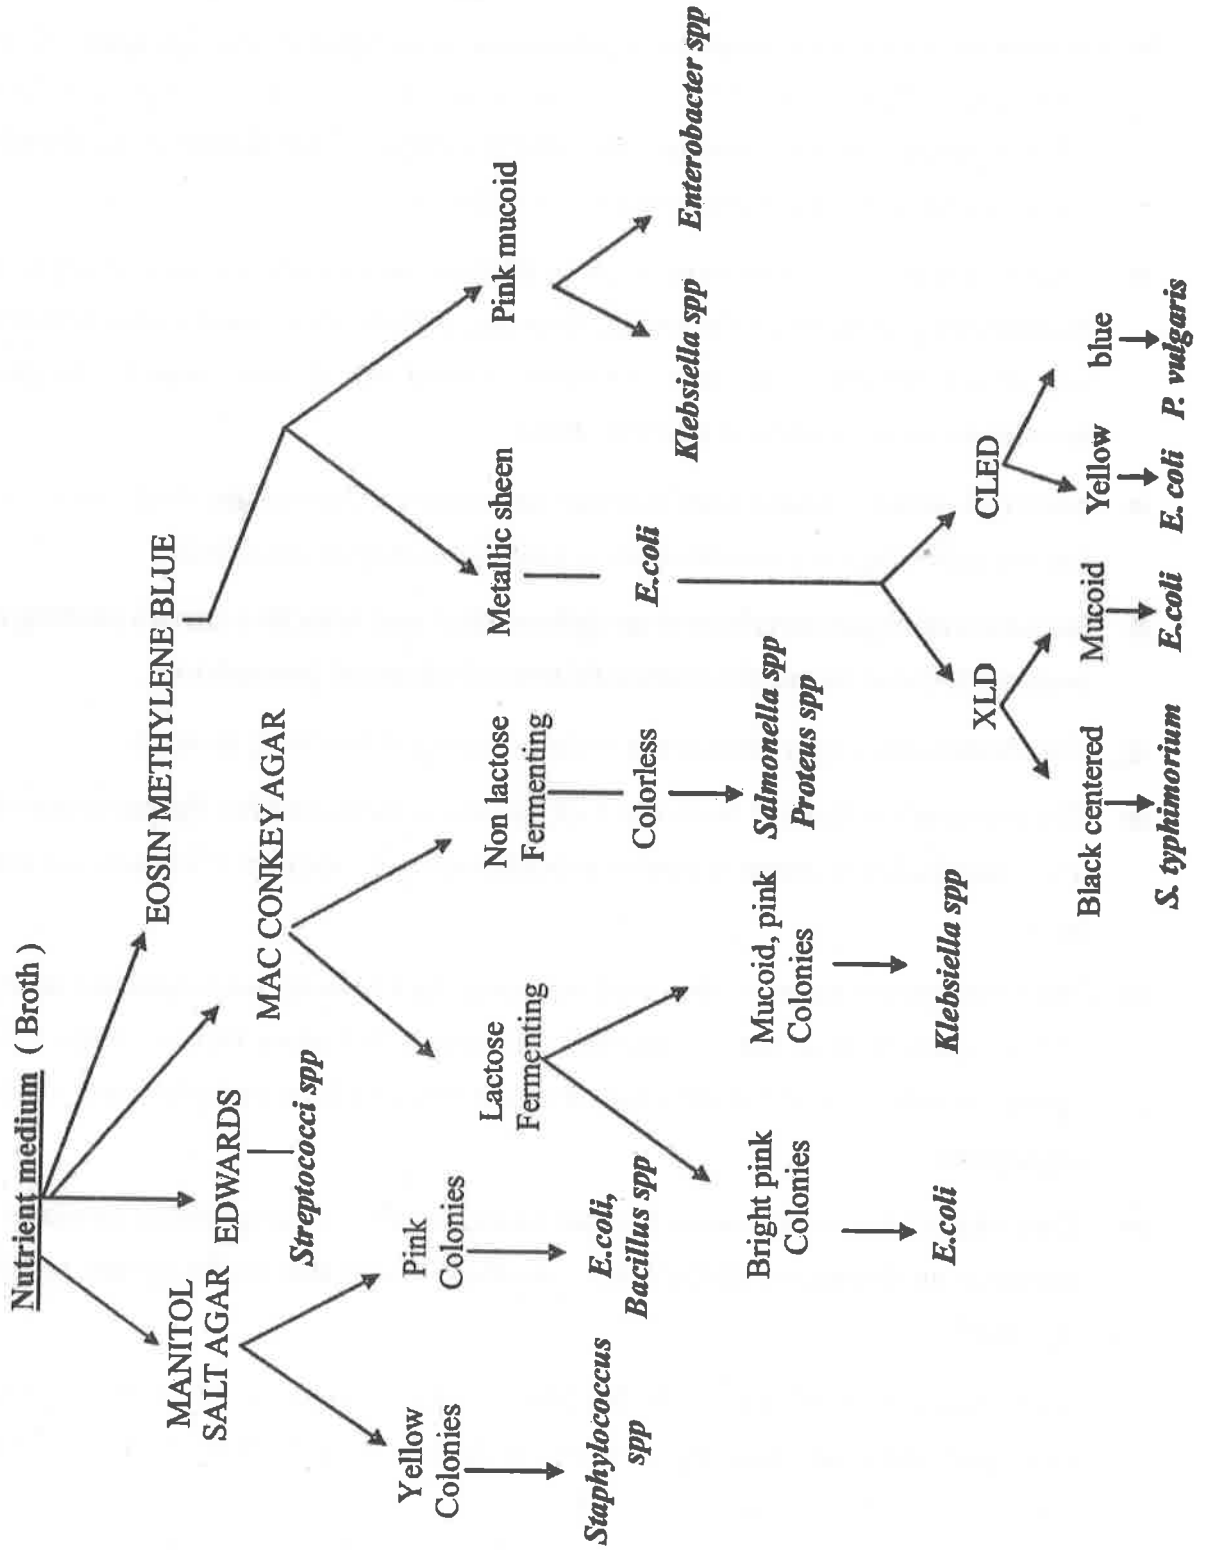 Nutrient medium ( Broth )
MANITOL
SALT AGAR
EDWARDS
MAC CONKEY AGAR
EOSIN METHYLENE BLUE
Streptococci spp
Yellow
Colonies
Pink
Colonies
Lactose
Fermenting
Non lactose
Fermenting
Metallic sheen
Pink mucoid
Staphylococcus
spp
E.coli,
Bacillus spp
Colorless
E.coli
Klebsiella spp
Enterobacter spp
Bright pink
Colonies
Mucoid, pink
Colonies
Salmonella spp
Proteus spp
E.coli
Klebsiella spp
XLD
CLED
Black centered
Mucoid
Yellow
blue
S. typhimorium
E.coli
E. coli
P. vulgaris